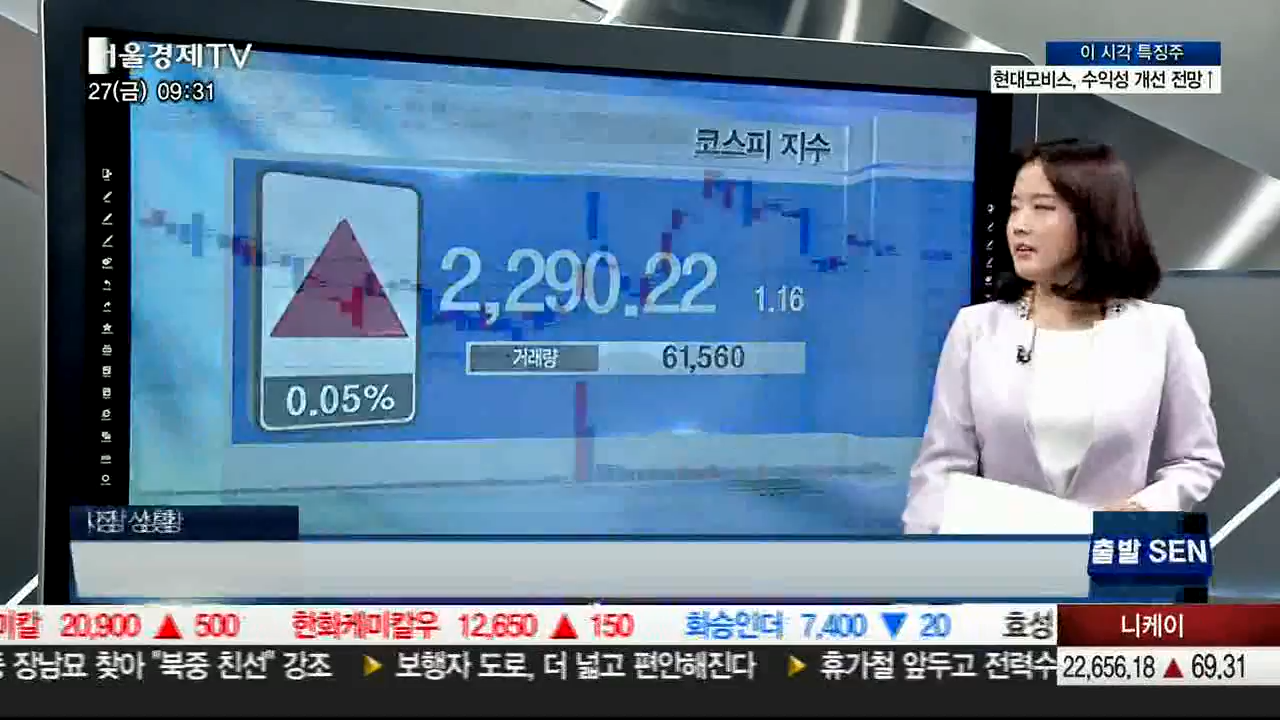 서울경제TV
27(금) 09:31
이 시각 특징주
현대모비스, 수익성 개선 전망↑
코스피 지수
▲ 2,290.22 1.16
0.05%
거래량 61,560
출발 SEN
미칼 20,900 ▲ 500 한화케미칼우 12,650 ▲ 150 화승인더 7,400 ▼ 20 효성
니케이
장남묘 찾아 "북중 친선" 강조 ▶ 보행자 도로, 더 넓고 편안해진다 ▶ 휴가철 앞두고 전력수
22,656.18 ▲ 69.31